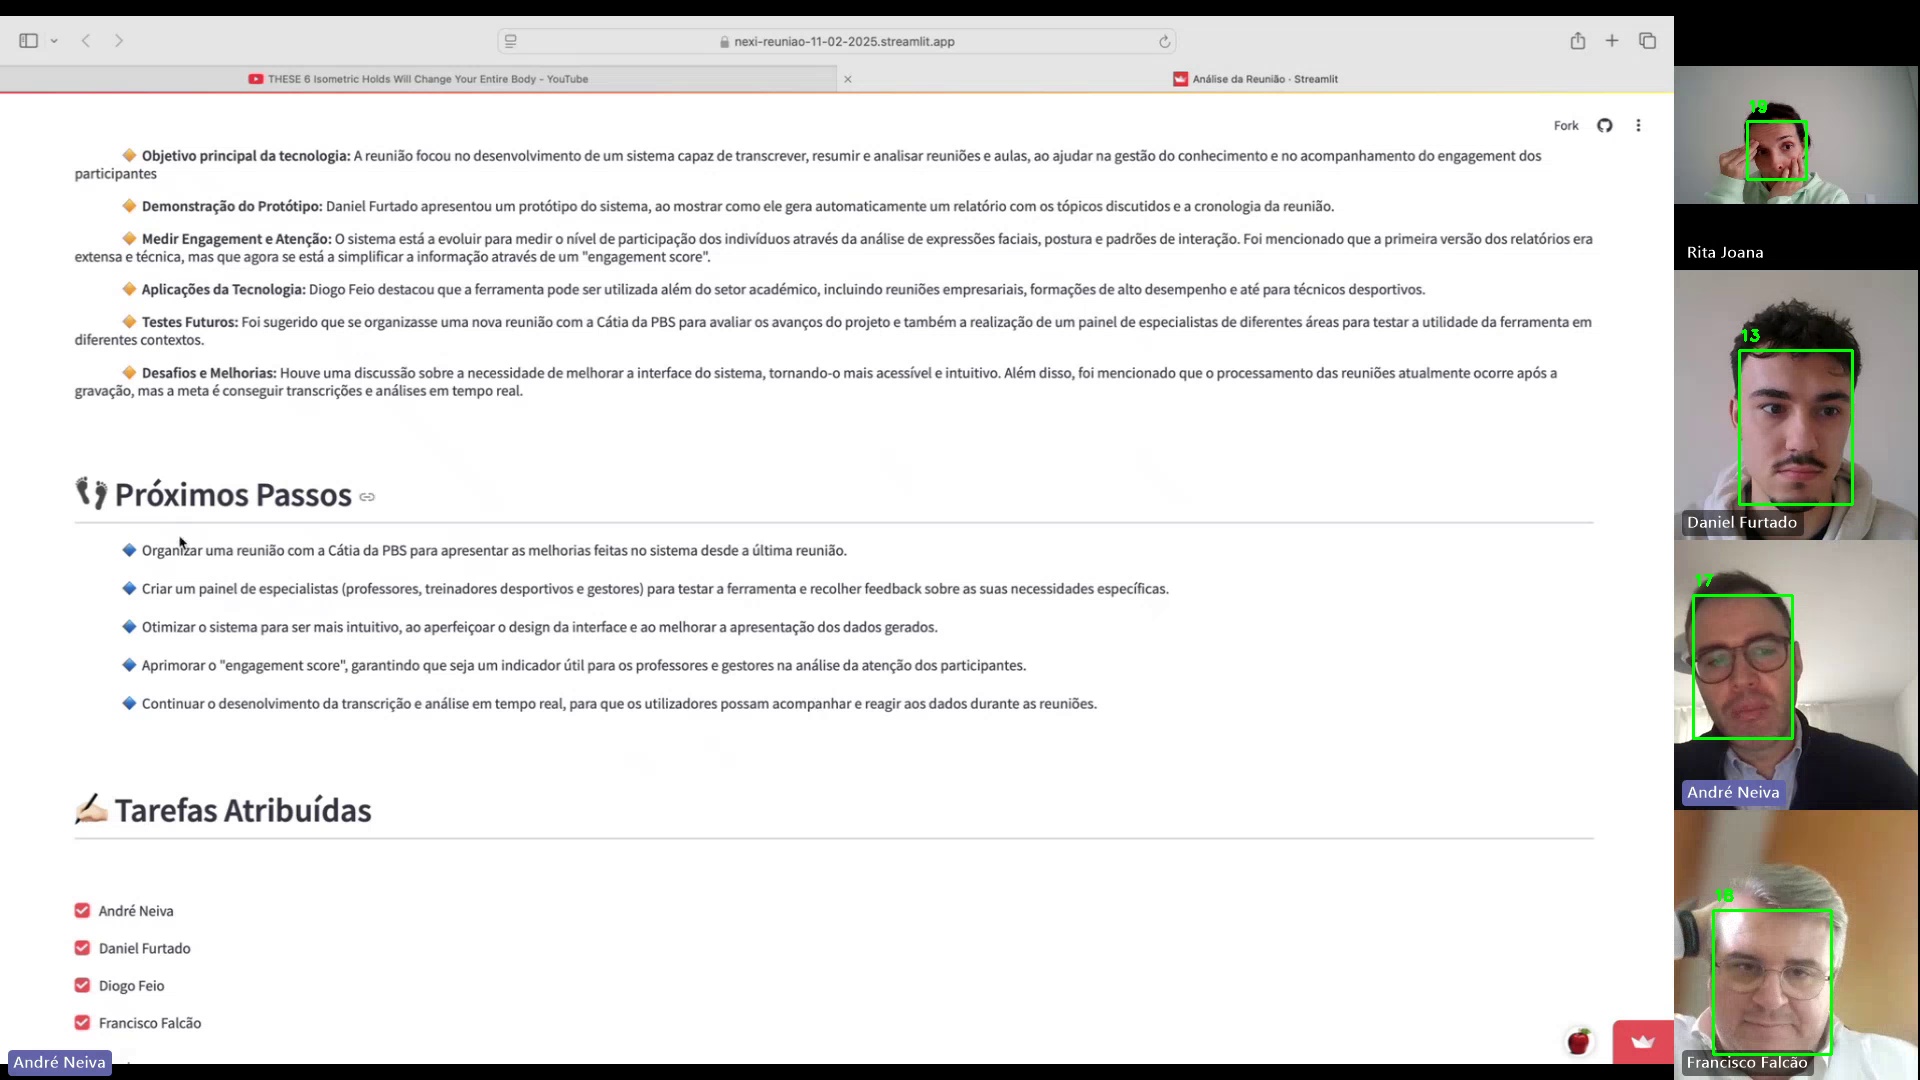 nexi-reuniao-11-02-2025.streamlit.app
THESE 6 Isometric Holds Will Change Your Entire Body - YouTube
Análise da Reunião · Streamlit
Fork
Objetivo principal da tecnologia: A reunião focou no desenvolvimento de um sistema capaz de transcrever, resumir e analisar reuniões e aulas, ao ajudar na gestão do conhecimento e no acompanhamento do engagement dos
participantes
Demonstração do Protótipo: Daniel Furtado apresentou um protótipo do sistema, ao mostrar como ele gera automaticamente um relatório com os tópicos discutidos e a cronologia da reunião.
Medir Engagement e Atenção: O sistema está a evoluir para medir o nível de participação dos indivíduos através da análise de expressões faciais, postura e padrões de interação. Foi mencionado que a primeira versão dos relatórios era
extensa e técnica, mas que agora se está a simplificar a informação através de um "engagement score".
Aplicações da Tecnologia: Diogo Feio destacou que a ferramenta pode ser utilizada além do setor académico, incluindo reuniões empresariais, formações de alto desempenho e até para técnicos desportivos.
Testes Futuros: Foi sugerido que se organizasse uma nova reunião com a Cátia da PBS para avaliar os avanços do projeto e também a realização de um painel de especialistas de diferentes áreas para testar a utilidade da ferramenta em
diferentes contextos.
Desafios e Melhorias: Houve uma discussão sobre a necessidade de melhorar a interface do sistema, tornando-o mais acessível e intuitivo. Além disso, foi mencionado que o processamento das reuniões atualmente ocorre após a
gravação, mas a meta é conseguir transcrições e análises em tempo real.
Próximos Passos
Organizar uma reunião com a Cátia da PBS para apresentar as melhorias feitas no sistema desde a última reunião.
Criar um painel de especialistas (professores, treinadores desportivos e gestores) para testar a ferramenta e recolher feedback sobre as suas necessidades específicas.
Otimizar o sistema para ser mais intuitivo, ao aperfeiçoar o design da interface e ao melhorar a apresentação dos dados gerados.
Aprimorar o "engagement score", garantindo que seja um indicador útil para os professores e gestores na análise da atenção dos participantes.
Continuar o desenolvimento da transcrição e análise em tempo real, para que os utilizadores possam acompanhar e reagir aos dados durante as reuniões.
Tarefas Atribuídas
André Neiva
Daniel Furtado
Diogo Feio
Francisco Falcão
André Neiva
Rita Joana
13
Daniel Furtado
17
André Neiva
Francisco Falcão